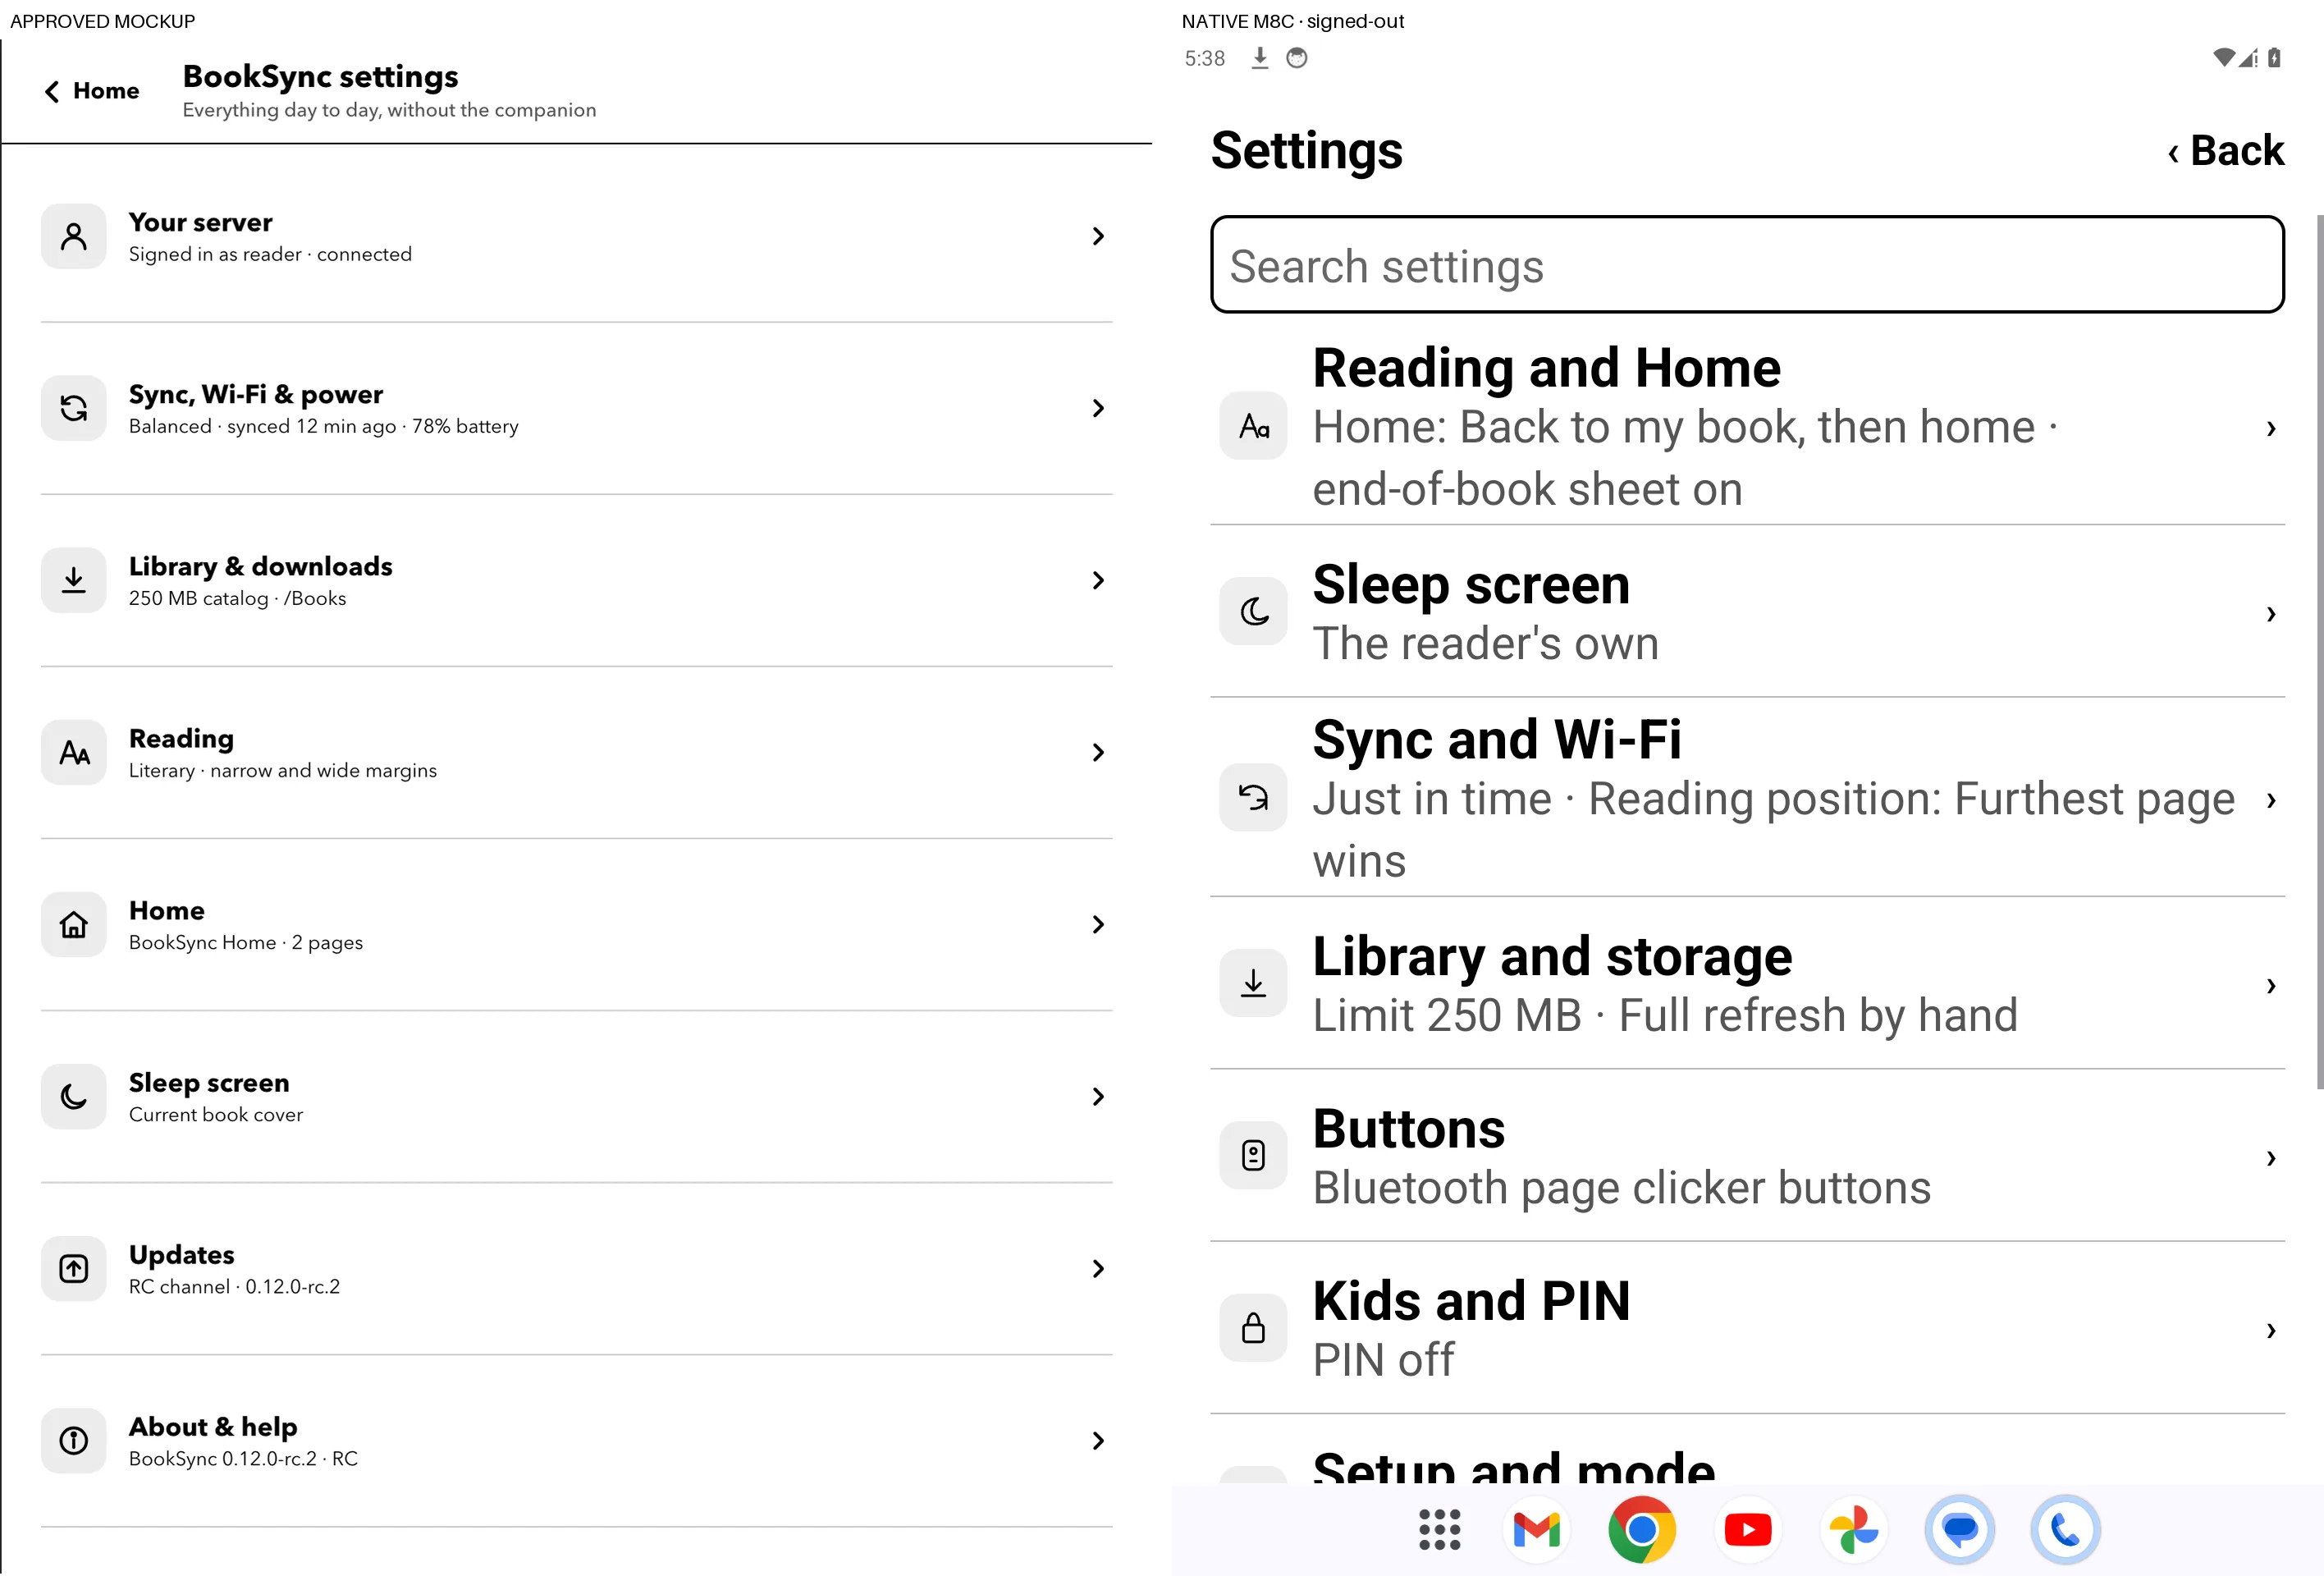 APPROVED MOCKUP
Home
BookSync settings
Everything day to day, without the companion
Your server
Signed in as reader · connected
Sync, Wi-Fi & power
Balanced · synced 12 min ago · 78% battery
Library & downloads
250 MB catalog · /Books
AA
Reading
Literary · narrow and wide margins
Home
BookSync Home · 2 pages
Sleep screen
Current book cover
Updates
RC channel · 0.12.0-rc.2
About & help
BookSync 0.12.0-rc.2 · RC
NATIVE M8C · signed-out
5:38
Settings
‹ Back
Search settings
Aa
Reading and Home
Home: Back to my book, then home ·
end-of-book sheet on
Sleep screen
The reader's own
Sync and Wi-Fi
Just in time · Reading position: Furthest page
wins
Library and storage
Limit 250 MB · Full refresh by hand
Buttons
Bluetooth page clicker buttons
Kids and PIN
PIN off
Setup and mode